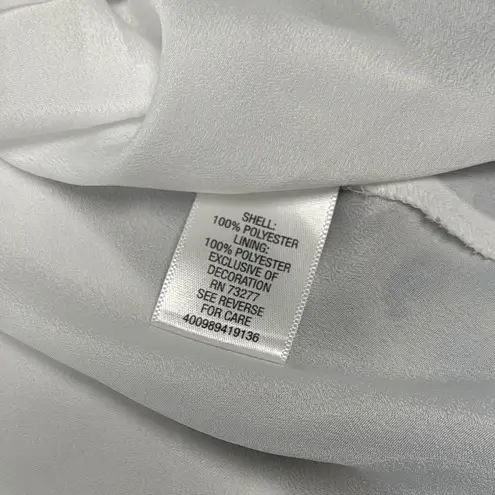 SHELL:
100% POLYESTER
LINING:
100% POLYESTER
EXCLUSIVE OF
DECORATION
RN 73277
SEE REVERSE
FOR CARE
400989419136